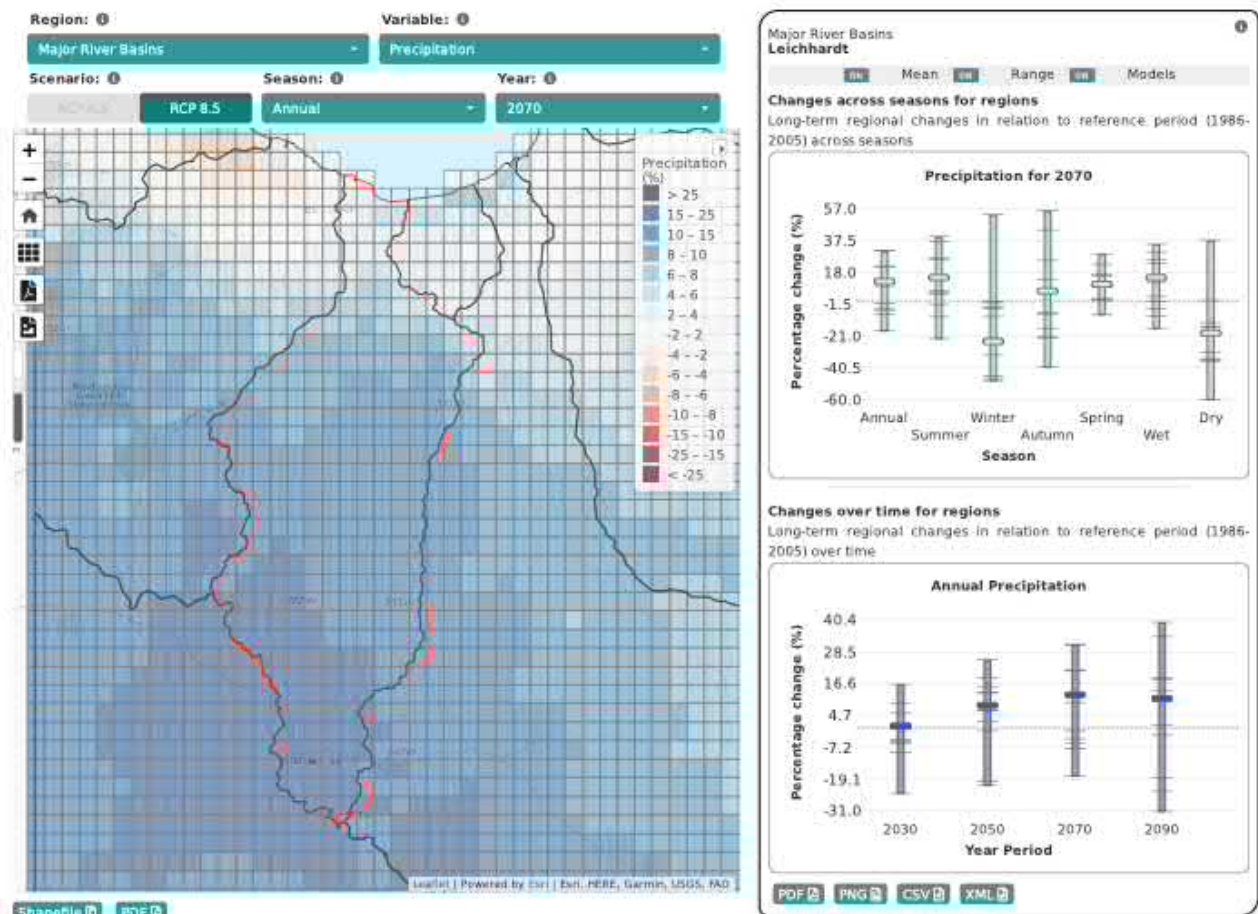 Region:
Variable:
Major River Basins
Precipitation
Scenario:
Season:
Year:
RCP 8.5
Annual
2070
+
−
Precipitation
(%)
> 25
15 – 25
10 – 15
8 – 10
6 – 8
4 – 6
2 – 4
-2 – 2
-4 – -2
-6 – -4
-8 – -6
-10 – -8
-15 – -10
-25 – -15
< -25
Leaflet | Powered by Esri | Esri, HERE, Garmin, USGS, FAO
Shapefile
PDF
Major River Basins
Leichhardt
ON Mean ON Range ON Models
Changes across seasons for regions
Long-term regional changes in relation to reference period (1986-
2005) across seasons
Precipitation for 2070
Percentage change (%)
57.0
37.5
18.0
-1.5
-21.0
-40.5
-60.0
Annual
Summer
Winter
Autumn
Spring
Wet
Dry
Season
Changes over time for regions
Long-term regional changes in relation to reference period (1986-
2005) over time
Annual Precipitation
Percentage change (%)
40.4
28.5
16.6
4.7
-7.2
-19.1
-31.0
2030
2050
2070
2090
Year Period
PDF
PNG
CSV
XML